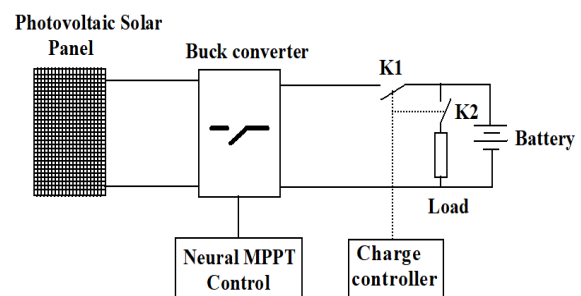 Photovoltaic Solar
Panel
Buck converter
K1
K2
Battery
Load
Neural MPPT
Control
Charge
controller